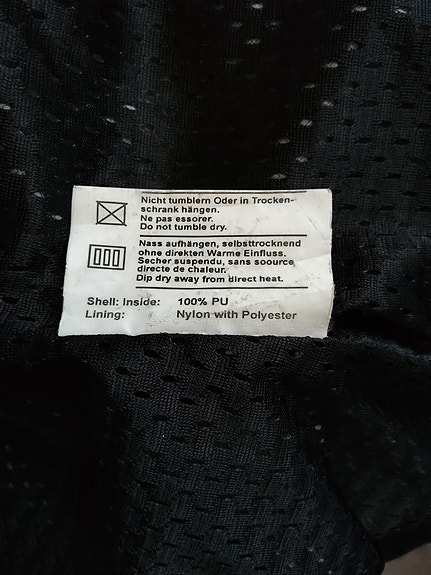 Nicht tumblern Oder in Trocken-
schrank hängen.
Ne pas essorer.
Do not tumble dry.
Nass aufhängen, selbsttrocknend
ohne direkten Warme Einfluss.
Secher suspendu, sans soource
directe de chaleur.
Dip dry away from direct heat.
Shell: Inside: 100% PU
Lining: Nylon with Polyester